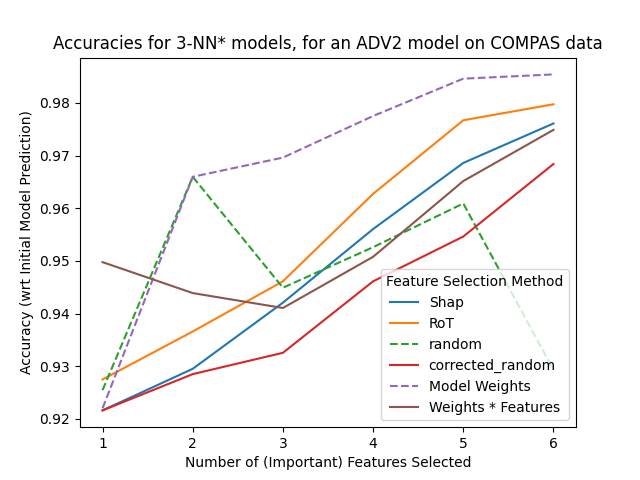 Accuracies for 3-NN* models, for an ADV2 model on COMPAS data
Accuracy (wrt Initial Model Prediction)
0.98
0.97
0.96
0.95
0.94
0.93
0.92
Feature Selection Method
Shap
RoT
random
corrected_random
Model Weights
Weights * Features
1 2 3 4 5 6
Number of (Important) Features Selected